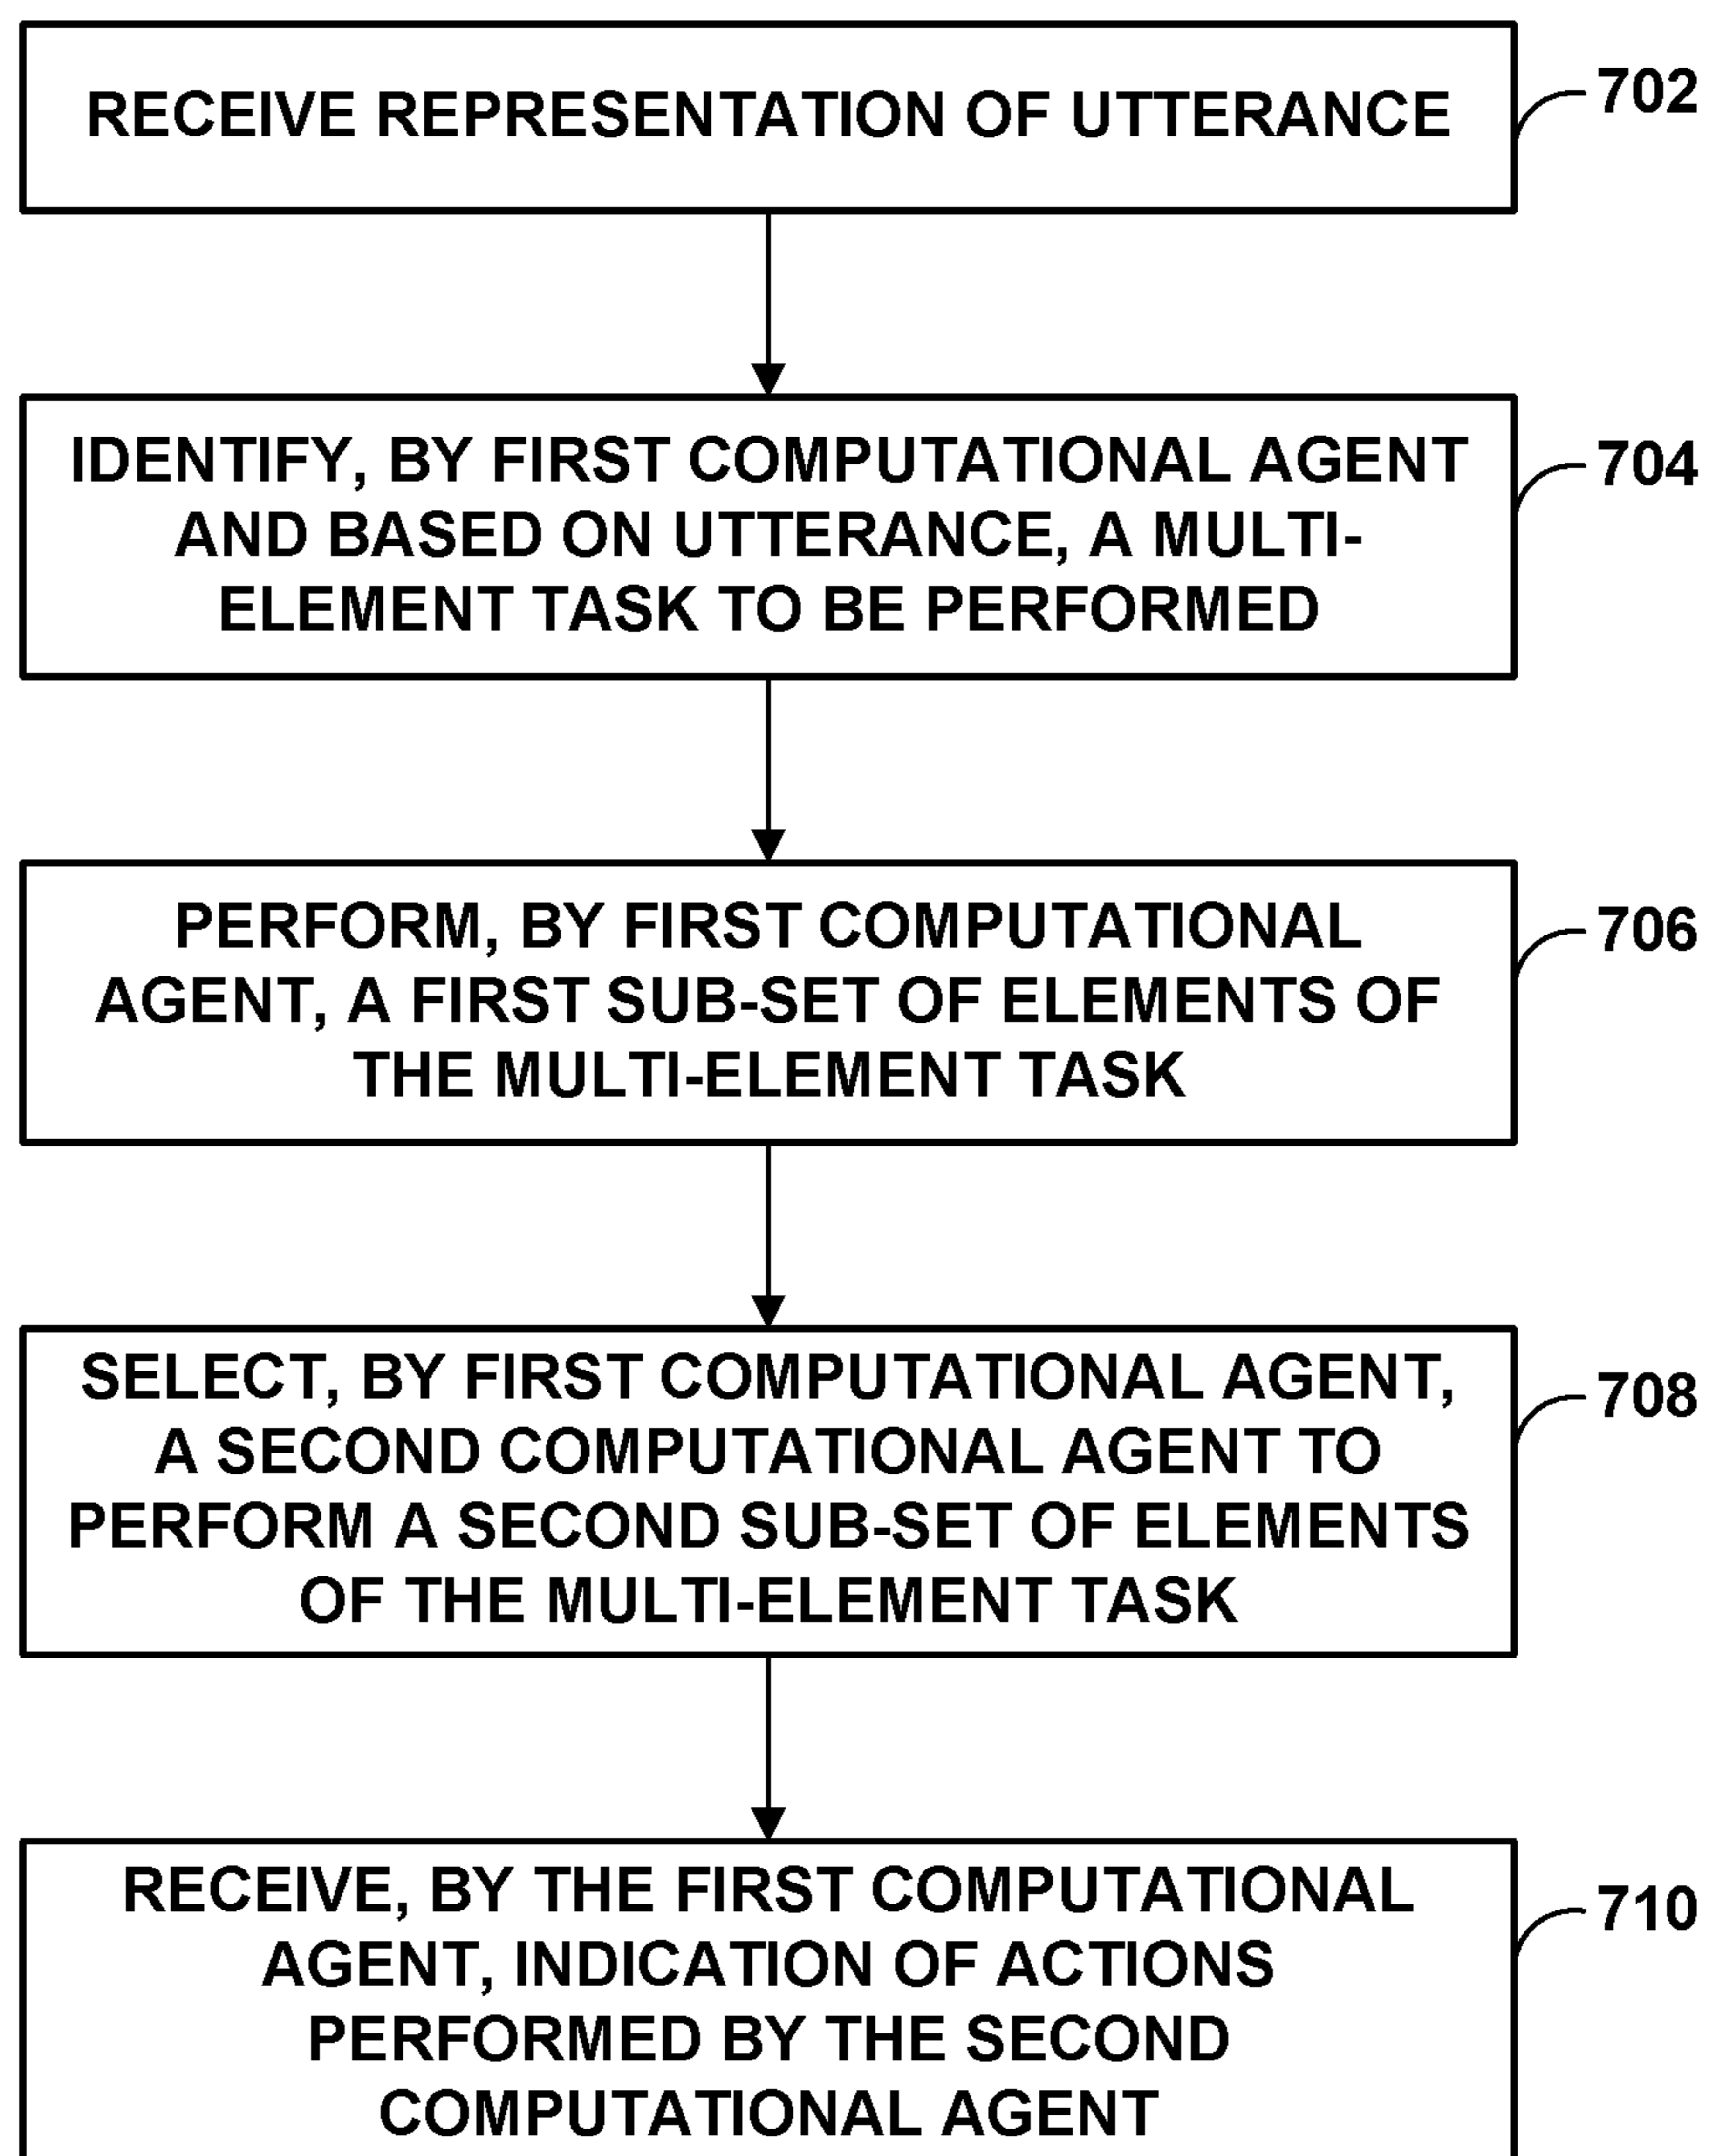 RECEIVE REPRESENTATION OF UTTERANCE
702
IDENTIFY, BY FIRST COMPUTATIONAL AGENT
AND BASED ON UTTERANCE, A MULTI-
ELEMENT TASK TO BE PERFORMED
704
PERFORM, BY FIRST COMPUTATIONAL
AGENT, A FIRST SUB-SET OF ELEMENTS OF
THE MULTI-ELEMENT TASK
706
SELECT, BY FIRST COMPUTATIONAL AGENT,
A SECOND COMPUTATIONAL AGENT TO
PERFORM A SECOND SUB-SET OF ELEMENTS
OF THE MULTI-ELEMENT TASK
708
RECEIVE, BY THE FIRST COMPUTATIONAL
AGENT, INDICATION OF ACTIONS
PERFORMED BY THE SECOND
COMPUTATIONAL AGENT
710